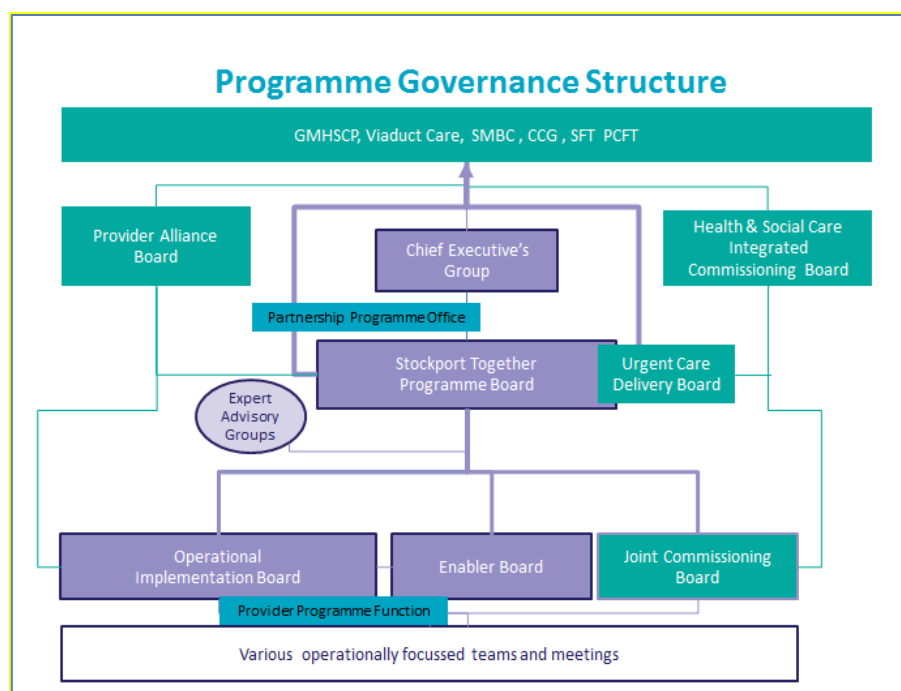 Programme Governance Structure
GMHSCP, Viaduct Care, SMBC , CCG , SFT PCFT
Provider Alliance
Board
Chief Executive's
Group
Health & Social Care
Integrated
Commissioning Board
Partnership Programme Office
Stockport Together
Programme Board
Urgent Care
Delivery Board
Expert
Advisory
Groups
Operational
Implementation Board
Enabler Board
Joint Commissioning
Board
Provider Programme Function
Various operationally focussed teams and meetings